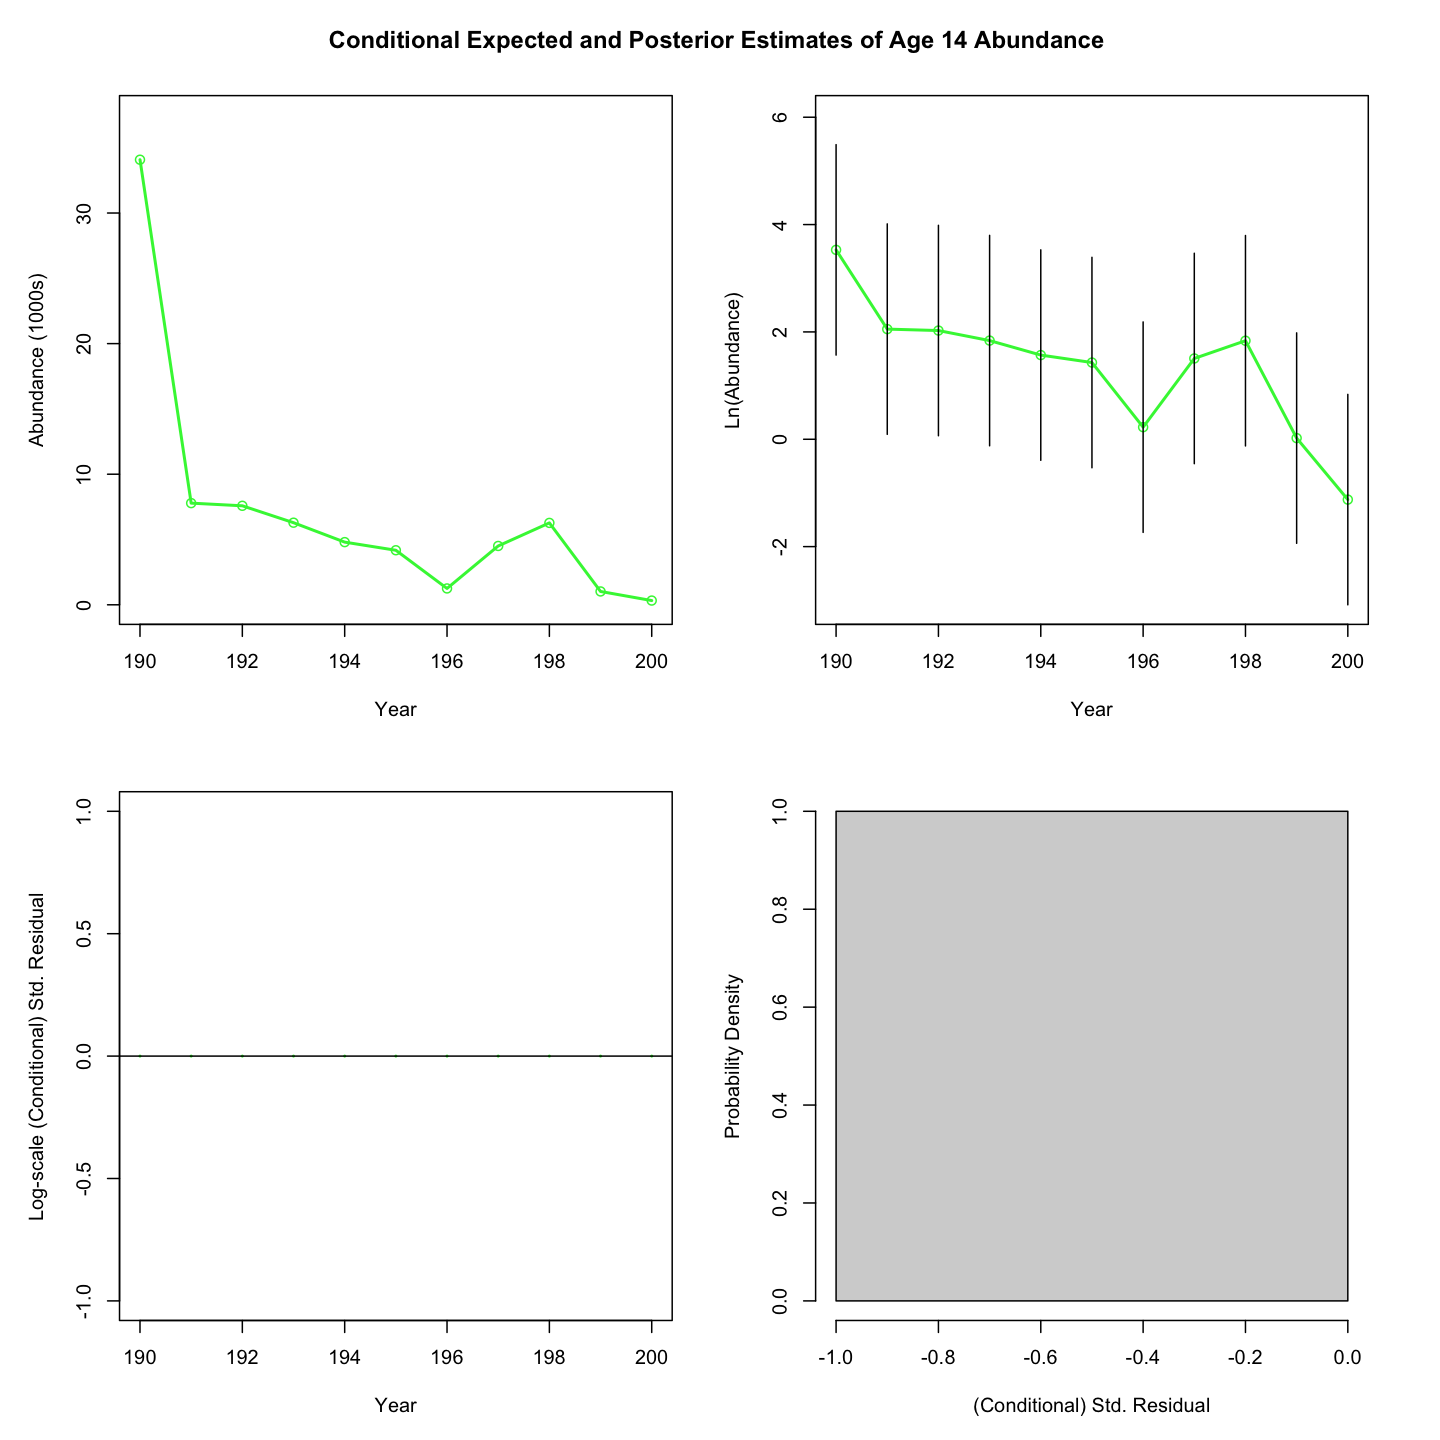 Conditional Expected and Posterior Estimates of Age 14 Abundance
Abundance (1000s)
30
20
10
0
190 192 194 196 198 200
Year
Ln(Abundance)
6
4
2
0
-2
190 192 194 196 198 200
Year
Log-scale (Conditional) Std. Residual
1.0
0.5
0.0
-0.5
-1.0
190 192 194 196 198 200
Year
Probability Density
1.0
0.8
0.6
0.4
0.2
0.0
-1.0 -0.8 -0.6 -0.4 -0.2 0.0
(Conditional) Std. Residual